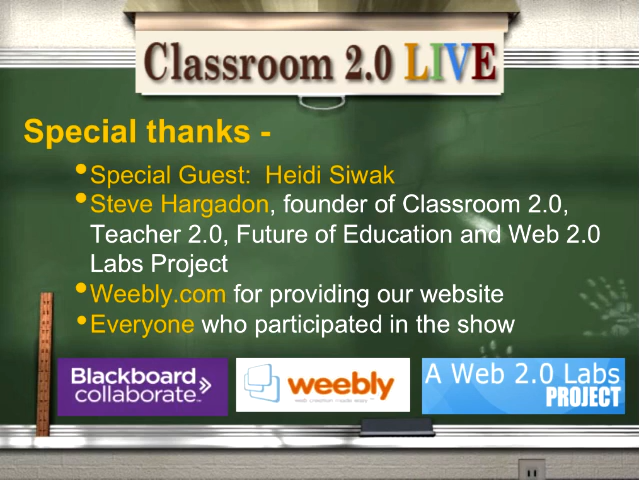 Classroom 2.0 LIVE
Special thanks -
•Special Guest:  Heidi Siwak
•Steve Hargadon, founder of Classroom 2.0,
Teacher 2.0, Future of Education and Web 2.0
Labs Project
•Weebly.com for providing our website
•Everyone who participated in the show
Blackboard
collaborate™
weebly
web creation made easy
A Web 2.0 Labs
PROJECT